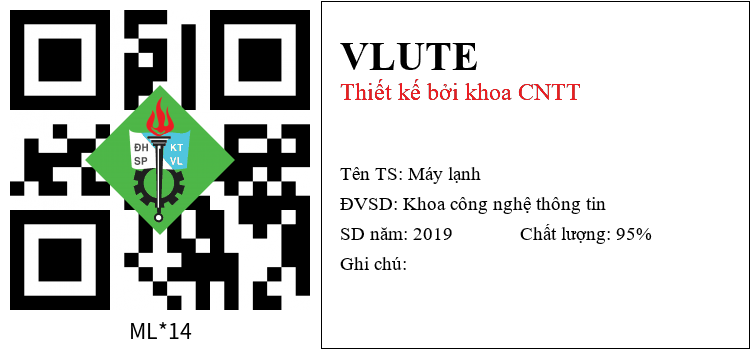 ĐH KT
SP VL
ML*14
VLUTE
Thiết kế bởi khoa CNTT
Tên TS: Máy lạnh
ĐVSD: Khoa công nghệ thông tin
SD năm: 2019 Chất lượng: 95%
Ghi chú: